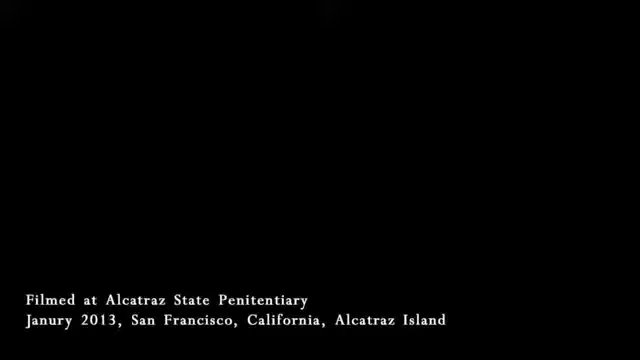 Filmed at Alcatraz State Penitentiary
Janury 2013, San Francisco, California, Alcatraz Island